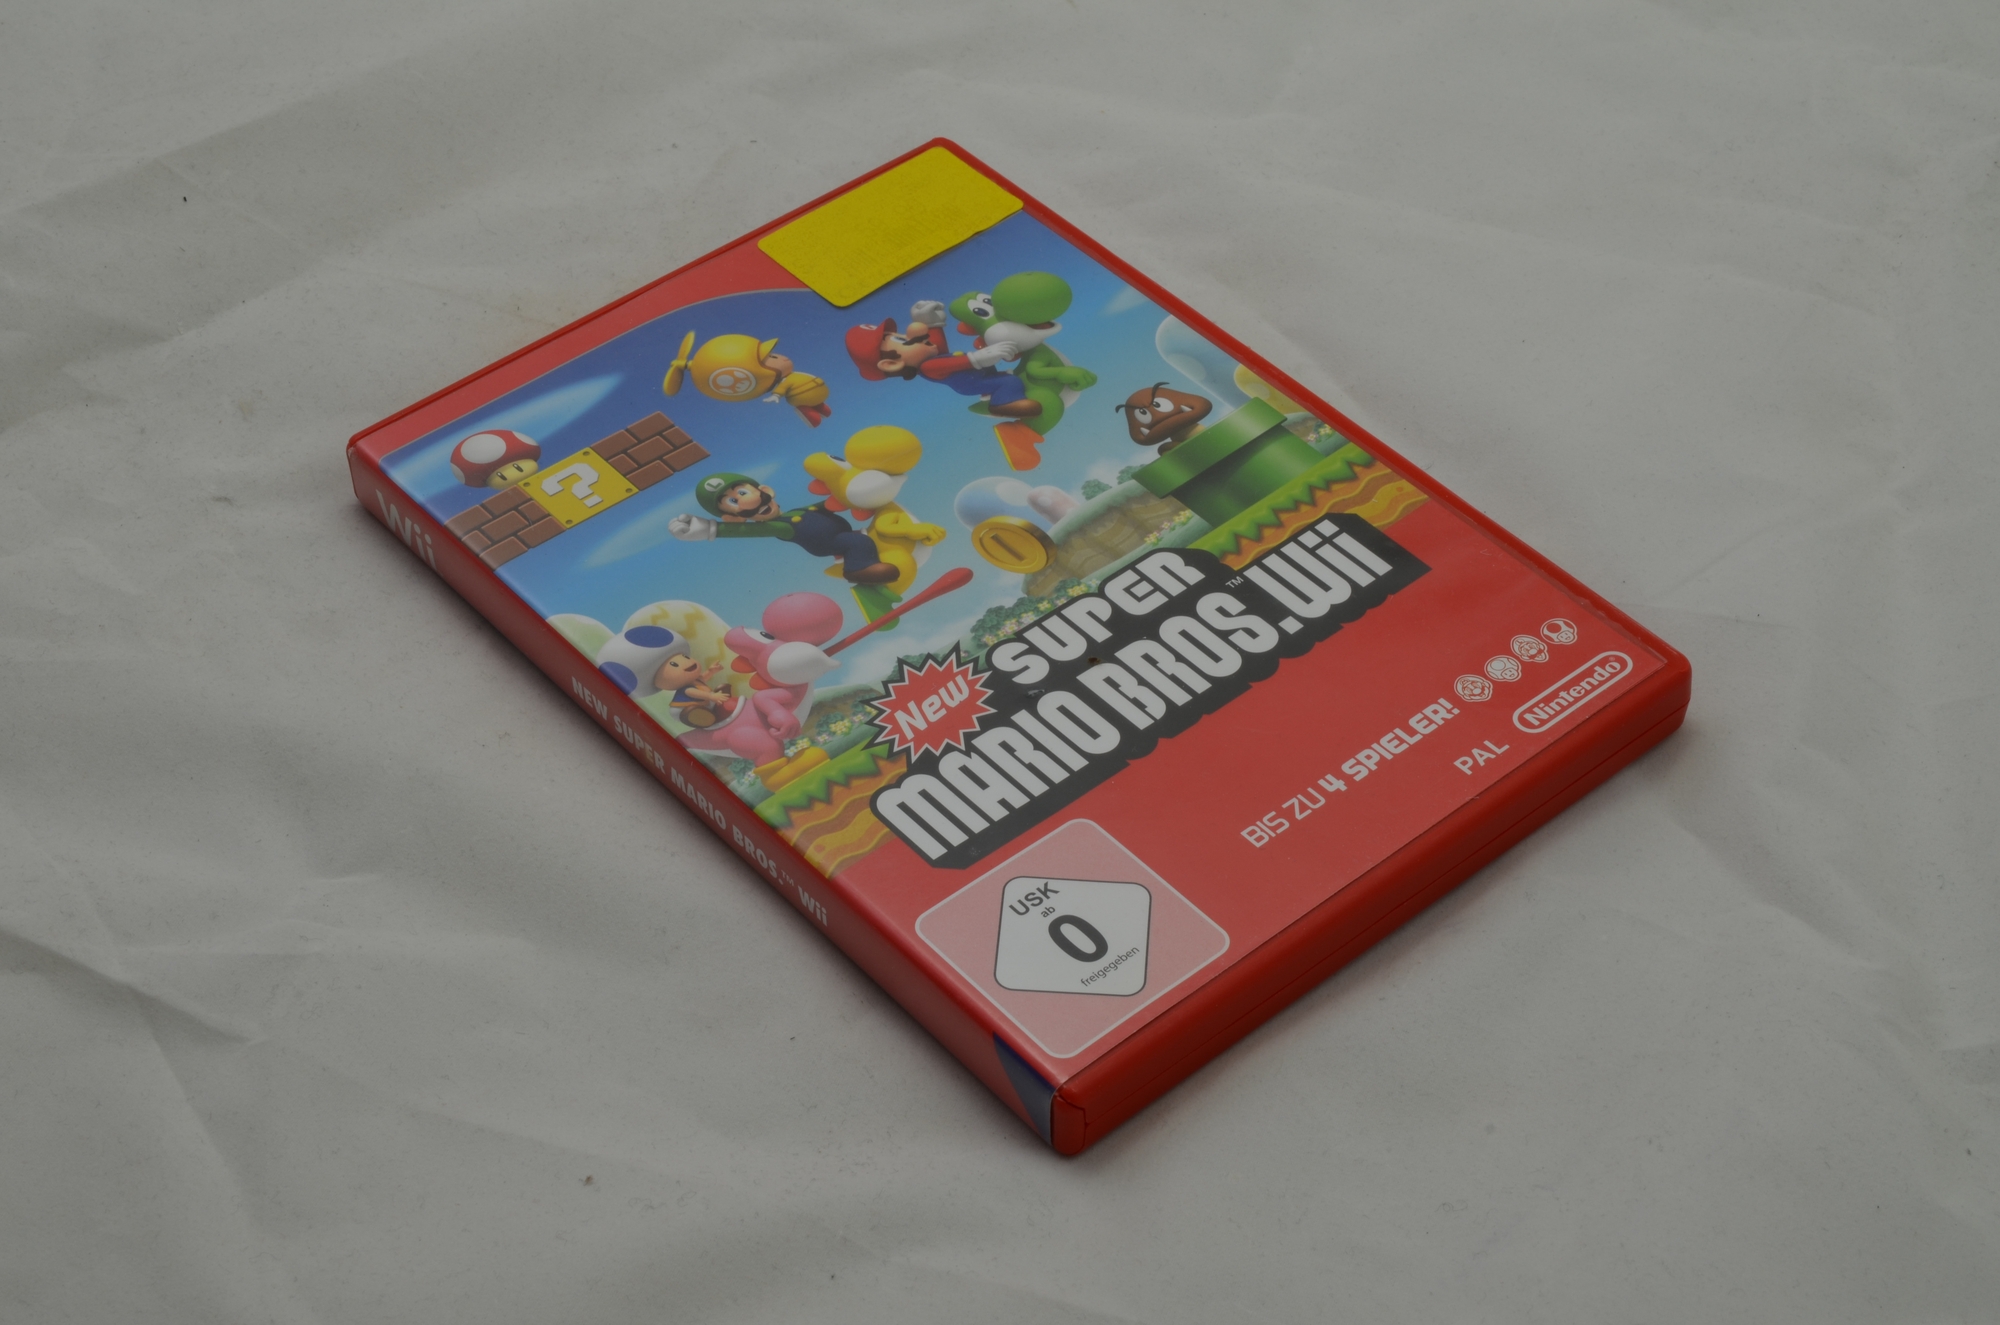 ?
L
New
SUPER
MARIO BROS.Wii™
BIS ZU 4 SPIELER!
PAL
Nintendo®
USK
ab
0
freigegeben
Wii
NEW SUPER MARIO BROS.™ Wii